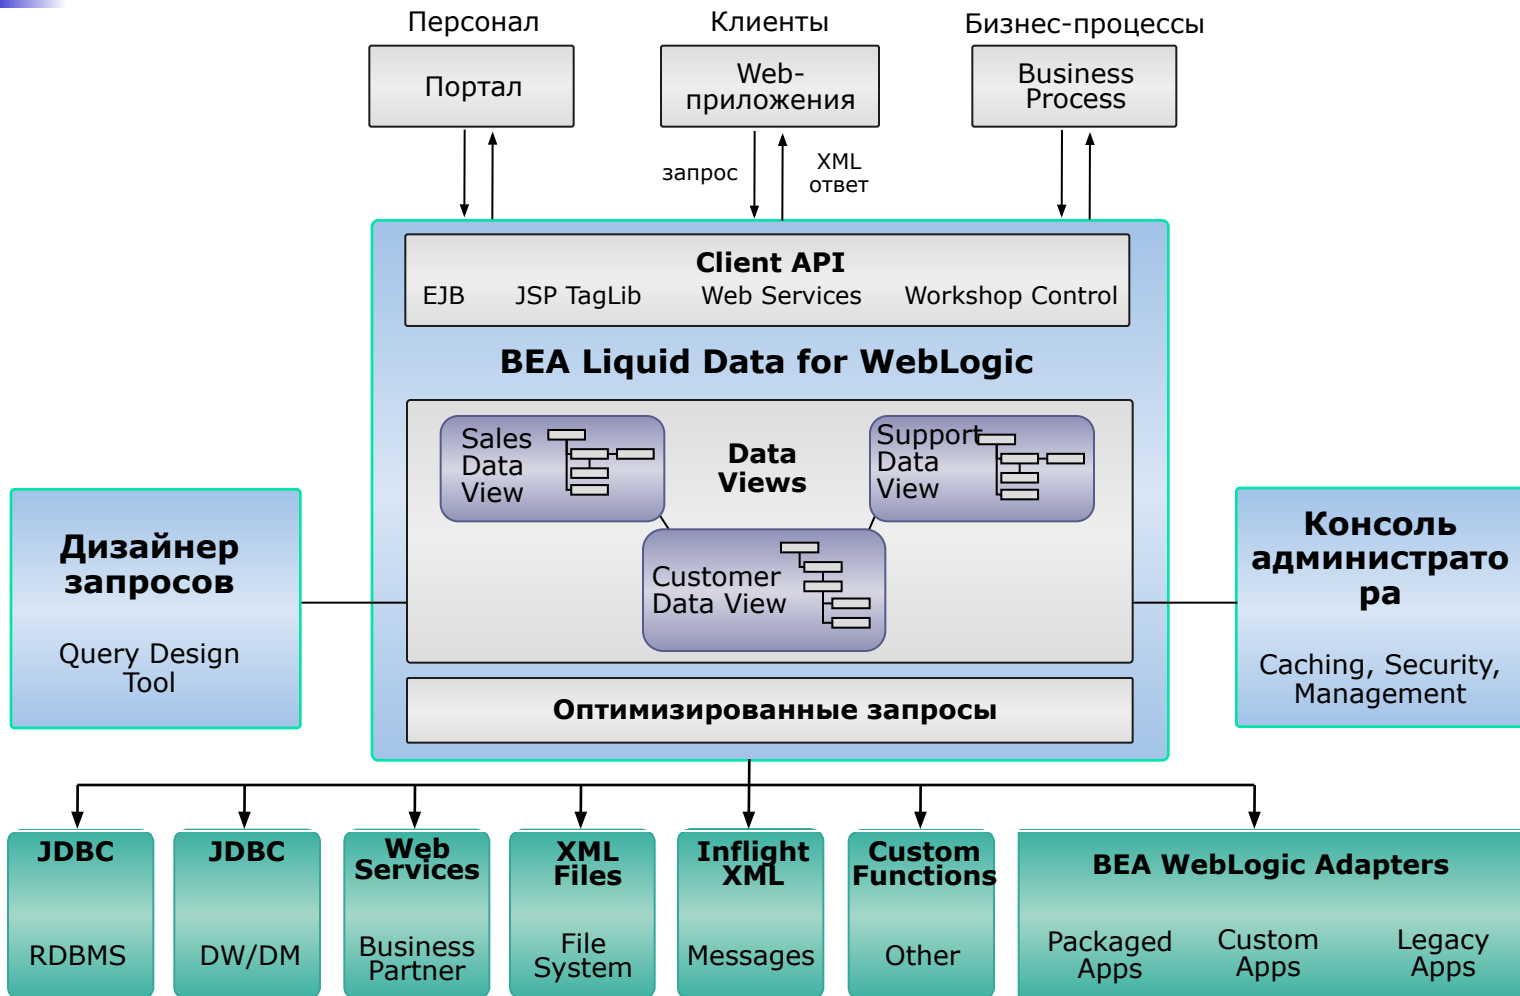 Персонал
Клиенты
Бизнес-процессы
Портал
Web-
приложения
Business
Process
запрос
XML
ответ
Client API
EJB
JSP TagLib
Web Services
Workshop Control
BEA Liquid Data for WebLogic
Sales
Data
View
Data
Views
Support
Data
View
Customer
Data View
Дизайнер
запросов
Query Design
Tool
Консоль
администрато
ра
Caching, Security,
Management
Оптимизированные запросы
JDBC
RDBMS
JDBC
DW/DM
Web
Services
Business
Partner
XML
Files
File
System
Inflight
XML
Messages
Custom
Functions
Other
BEA WebLogic Adapters
Packaged
Apps
Custom
Apps
Legacy
Apps